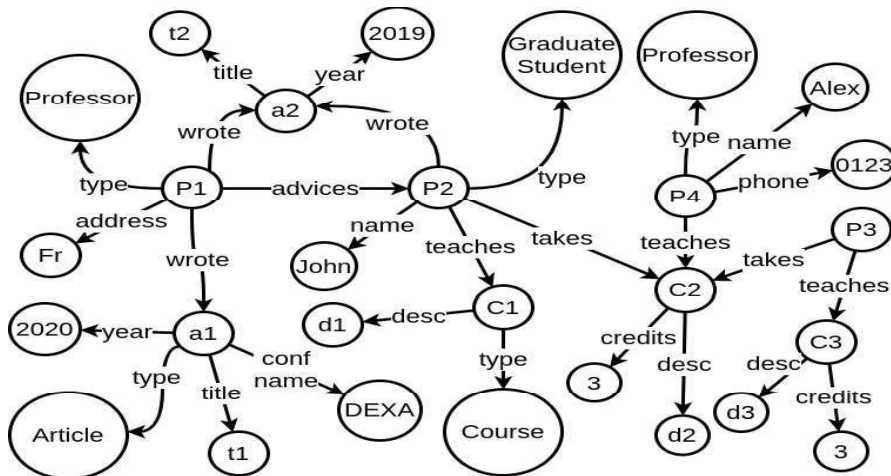 t2
2019
Graduate
Student
Professor
Professor
title
year
Alex
a2
wrote
wrote
type
name
0123
type
P1
advices
P2
type
P4
phone
address
name
teaches
takes
teaches
takes
P3
Fr
wrote
John
C2
teaches
2020
year
a1
d1
desc
C1
credits
C3
type
conf
name
type
desc
desc
title
3
d3
credits
Article
DEXA
Course
d2
t1
3